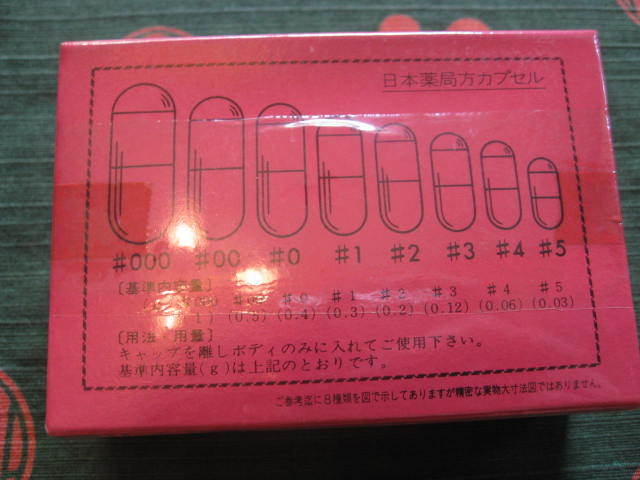 日本薬局方カプセル
#000 #00 #0 #1 #2 #3 #4 #5
[基準内容量]
#0 #1 #2 #3 #4 #5
(0.5) (0.4) (0.3) (0.2) (0.12) (0.06) (0.03)
[用法・用量]
キャップを離しボディのみに入れてご使用下さい。
基準内容量(g)は上記のとおりです。
ご参考迄に8種類を図で示してありますが精密な実物大寸法図ではありません。